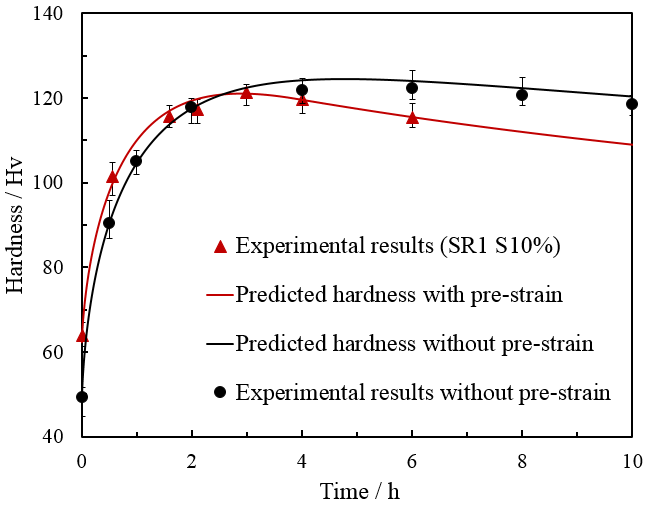 140
120
100
80
60
40
Hardness / Hv
Experimental results (SR1 S10%)
Predicted hardness with pre-strain
Predicted hardness without pre-strain
Experimental results without pre-strain
0
2
4
6
8
10
Time / h